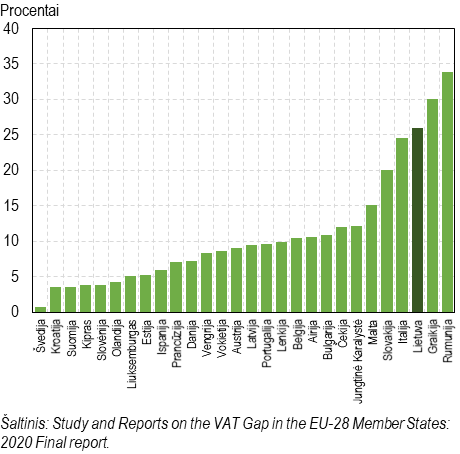 Procentai
40
35
30
25
20
15
10
5
0
Švedija
Kroatija
Suomija
Kipras
Slovėnija
Olandija
Liuksemburgas
Estija
Ispanija
Prancūzija
Danija
Vengrija
Vokietija
Austrija
Latvija
Portugalija
Lenkija
Belgija
Airija
Bulgarija
Čekija
Jungtinė Karalystė
Malta
Slovakija
Italija
Lietuva
Graikija
Rumunija
Šaltinis: Study and Reports on the VAT Gap in the EU-28 Member States:
2020 Final report.